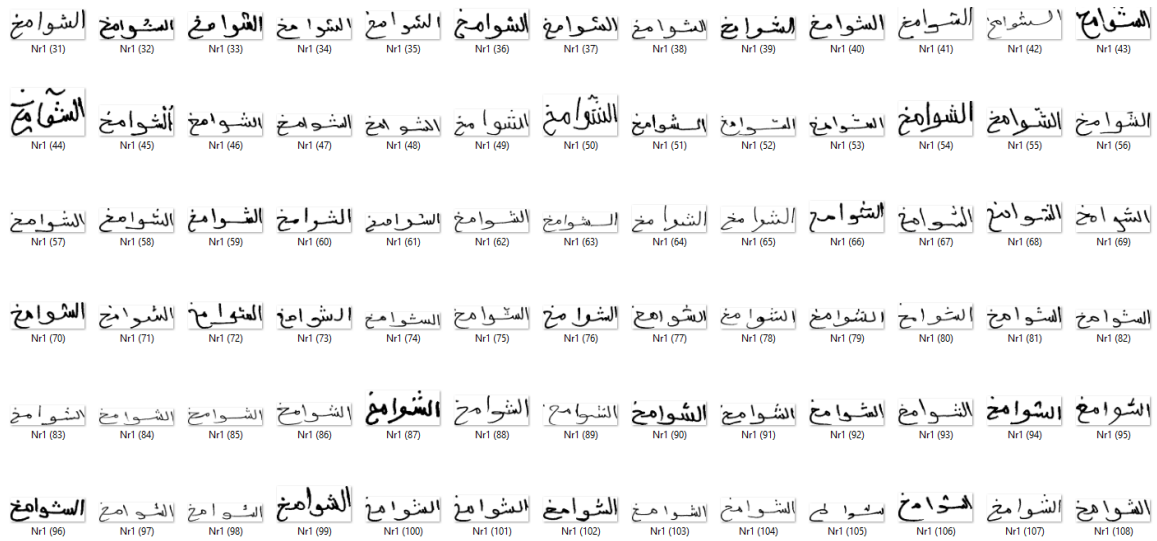 الشوامخ الشوامخ الشوامخ الشوامخ الشوامخ الشوامخ الشوامخ الشوامخ الشوامخ الشوامخ الشوامخ الشوامخ الشوامخ
Nr1 (31) Nr1 (32) Nr1 (33) Nr1 (34) Nr1 (35) Nr1 (36) Nr1 (37) Nr1 (38) Nr1 (39) Nr1 (40) Nr1 (41) Nr1 (42) Nr1 (43)
الشوامخ الشوامخ الشوامخ الشوامخ الشوامخ الشوامخ الشوامخ الشوامخ الشوامخ الشوامخ الشوامخ الشوامخ الشوامخ
Nr1 (44) Nr1 (45) Nr1 (46) Nr1 (47) Nr1 (48) Nr1 (49) Nr1 (50) Nr1 (51) Nr1 (52) Nr1 (53) Nr1 (54) Nr1 (55) Nr1 (56)
الشوامخ الشوامخ الشوامخ الشوامخ الشوامخ الشوامخ الشوامخ الشوامخ الشوامخ الشوامخ الشوامخ الشوامخ الشوامخ
Nr1 (57) Nr1 (58) Nr1 (59) Nr1 (60) Nr1 (61) Nr1 (62) Nr1 (63) Nr1 (64) Nr1 (65) Nr1 (66) Nr1 (67) Nr1 (68) Nr1 (69)
الشوامخ الشوامخ الشوامخ الشوامخ الشوامخ الشوامخ الشوامخ الشوامخ الشوامخ الشوامخ الشوامخ الشوامخ الشوامخ
Nr1 (70) Nr1 (71) Nr1 (72) Nr1 (73) Nr1 (74) Nr1 (75) Nr1 (76) Nr1 (77) Nr1 (78) Nr1 (79) Nr1 (80) Nr1 (81) Nr1 (82)
الشوامخ الشوامخ الشوامخ الشوامخ الشوامخ الشوامخ الشوامخ الشوامخ الشوامخ الشوامخ الشوامخ الشوامخ الشوامخ
Nr1 (83) Nr1 (84) Nr1 (85) Nr1 (86) Nr1 (87) Nr1 (88) Nr1 (89) Nr1 (90) Nr1 (91) Nr1 (92) Nr1 (93) Nr1 (94) Nr1 (95)
الشوامخ الشوامخ الشوامخ الشوامخ الشوامخ الشوامخ الشوامخ الشوامخ الشوامخ الشوامخ الشوامخ الشوامخ
Nr1 (96) Nr1 (97) Nr1 (98) Nr1 (99) Nr1 (100) Nr1 (101) Nr1 (102) Nr1 (103) Nr1 (104) Nr1 (105) Nr1 (106) Nr1 (107) Nr1 (108)